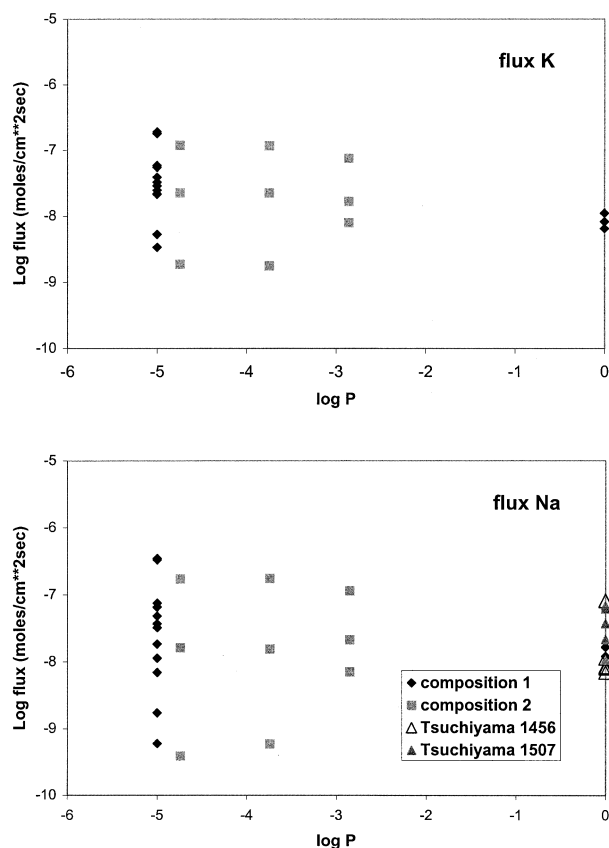 -5
flux K
-6
-7
-8
-9
-10
Log flux (moles/cm**2sec)
-6 -5 -4 -3 -2 -1 0
log P
-5
flux Na
-6
-7
-8
-9
-10
Log flux (moles/cm**2sec)
composition 1
composition 2
Tsuchiyama 1456
Tsuchiyama 1507
-6 -5 -4 -3 -2 -1 0
log P